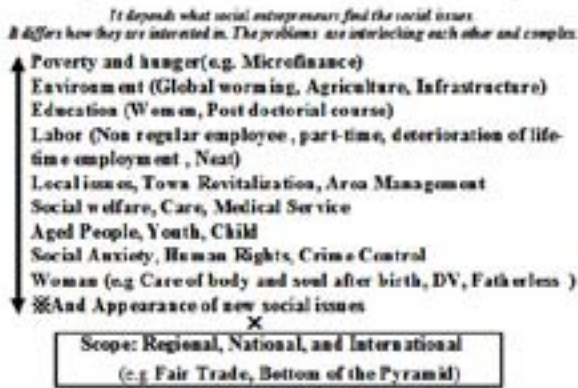 It depends what social entrepreneurs find the social issues.
It differs how they are interested in. The problems are interlocking each other and complex
Poverty and hunger(e.g. Microfinance)
Environment (Global worming, Agriculture, Infrastructure)
Education (Women, Post doctorial course)
Labor (Non regular employee , part-time, deterioration of life-
time employment , Neat)
Local issues, Town Revitalization, Area Management
Social welfare, Care, Medical Service
Aged People, Youth, Child
Social Anxiety, Human Rights, Crime Control
Woman (e.g Care of body and soul after birth, DV, Fatherless )
※And Appearance of new social issues
×
Scope: Regional, National, and International
(e.g Fair Trade, Bottom of the Pyramid)